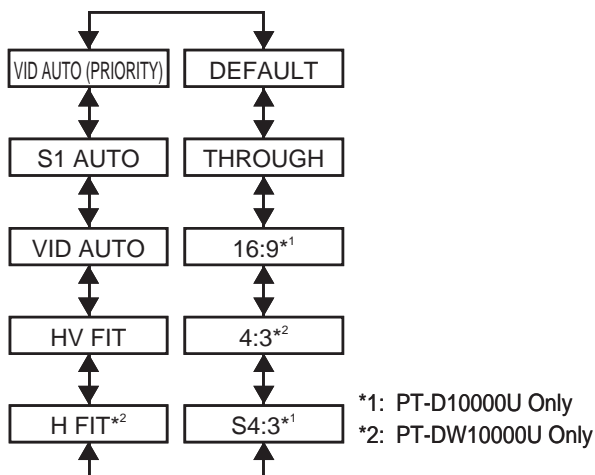 VID AUTO (PRIORITY)
DEFAULT
S1 AUTO
THROUGH
VID AUTO
16:9*1
HV FIT
4:3*2
H FIT*2
S4:3*1
*1: PT-D10000U Only
*2: PT-DW10000U Only